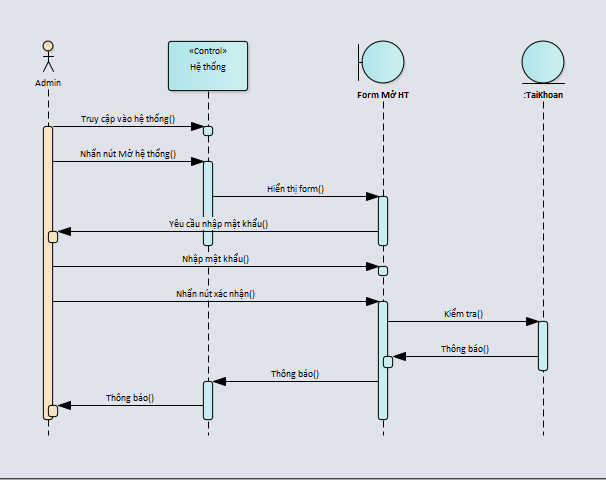 «Control»
Hệ thống
Admin
Form Mở HT
:TaiKhoan
Truy cập vào hệ thống()
Nhấn nút Mở hệ thống()
Hiển thị form()
Yêu cầu nhập mật khẩu()
Nhập mật khẩu()
Nhấn nút xác nhận()
Kiểm tra()
Thông báo()
Thông báo()
Thông báo()